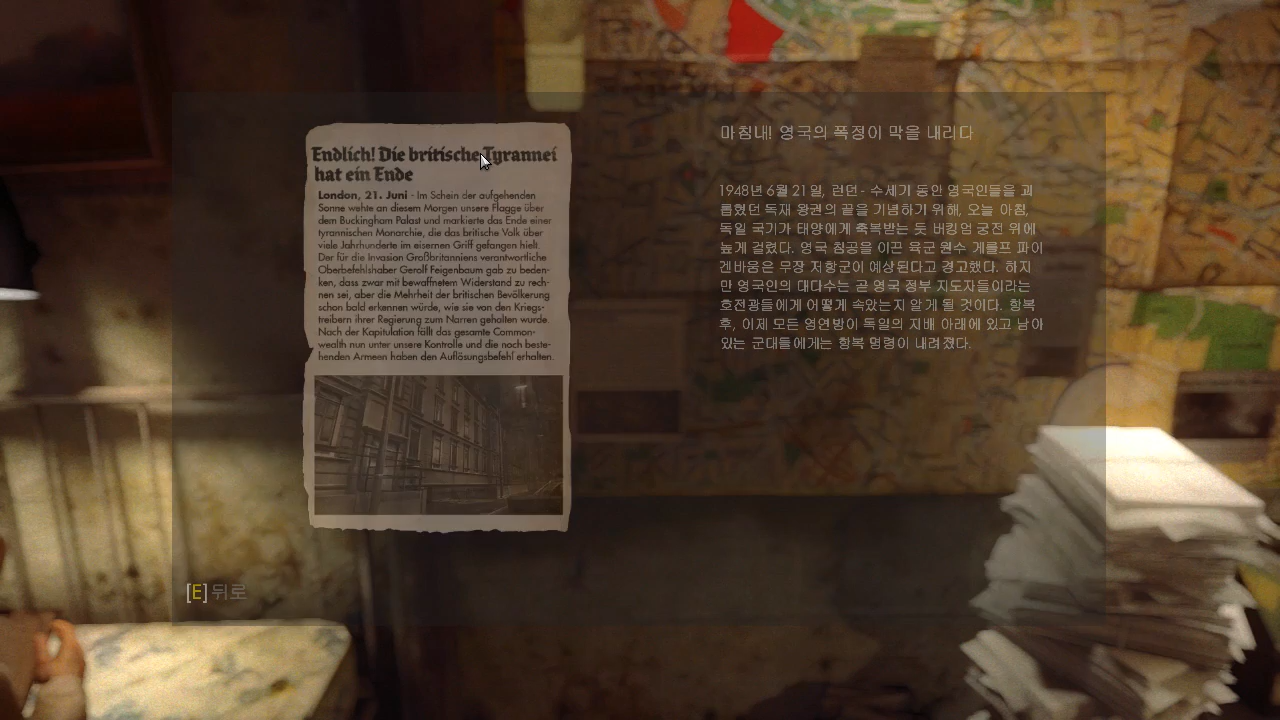 Endlich! Die britische Tyrannei
hat ein Ende
London, 21. Juni - Im Schein der aufgehenden
Sonne wehte an diesem Morgen unsere Flagge über
dem Buckingham Palast und markierte das Ende einer
tyrannischen Monarchie, die das britische Volk über
viele Jahrhunderte im eisernen Griff gefangen hielt.
Der für die Invasion Großbritanniens verantwortliche
Oberbefehlshaber Gerolf Feigenbaum gab zu beden-
ken, dass zwar mit bewaffnetem Widerstand zu rech-
nen sei, aber die Mehrheit der britischen Bevölkerung
schon bald erkennen würde, wie sie von den Kriegs-
treibern ihrer Regierung zum Narren gehalten wurde.
Nach der Kapitulation fällt das gesamte Common-
wealth nun unter unsere Kontrolle und die noch beste-
henden Armeen haben den Auflösungsbefehl erhalten.
마침내! 영국의 폭정이 막을 내리다
1948년 6월 21일, 런던 - 수세기 동안 영국인들을 괴
롭혔던 독재 왕권의 끝을 기념하기 위해, 오늘 아침,
독일 국기가 태양에게 축복받는 듯 버킹엄 궁전 위에
높게 걸렸다. 영국 침공을 이끈 육군 원수 게롤프 파이
겐바움은 무장 저항군이 예상된다고 경고했다. 하지
만 영국인의 대다수는 곧 영국 정부 지도자들이라는
호전광들에게 어떻게 속았는지 알게 될 것이다. 항복
후, 이제 모든 영연방이 독일의 지배 아래에 있고 남아
있는 군대들에게는 항복 명령이 내려졌다.
[E]뒤로